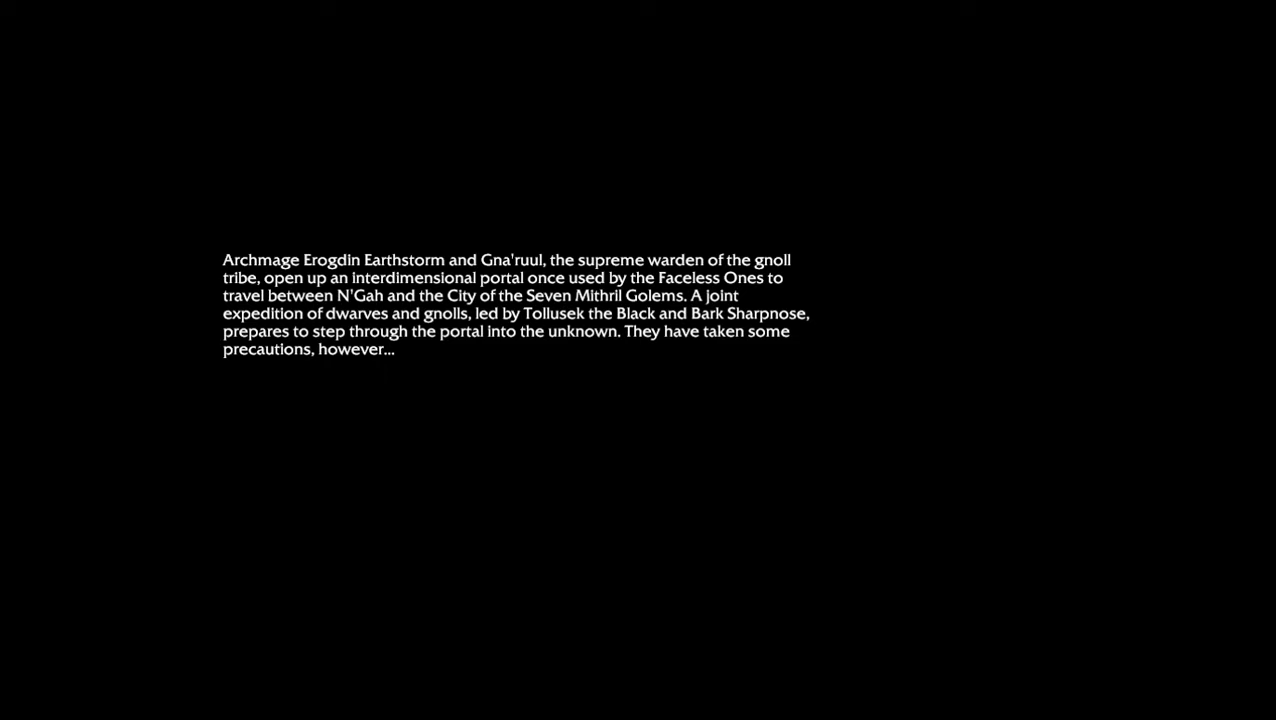 Archmage Erogdin Earthstorm and Gna'ruul, the supreme warden of the gnoll
tribe, open up an interdimensional portal once used by the Faceless Ones to
travel between N'Gah and the City of the Seven Mithril Golems. A joint
expedition of dwarves and gnolls, led by Tollusek the Black and Bark Sharpnose,
prepares to step through the portal into the unknown. They have taken some
precautions, however...